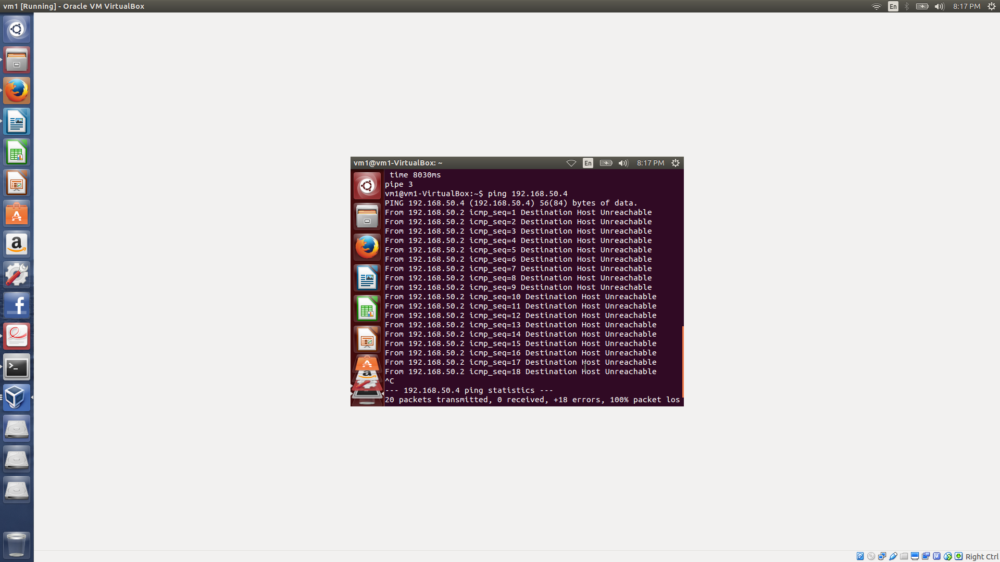 vm1 [Running] - Oracle VM VirtualBox
En
8:17 PM
vm1@vm1-VirtualBox: ~
En
8:17 PM
time 8030ms
pipe 3
vm1@vm1-VirtualBox:~$ ping 192.168.50.4
PING 192.168.50.4 (192.168.50.4) 56(84) bytes of data.
From 192.168.50.2 icmp_seq=1 Destination Host Unreachable
From 192.168.50.2 icmp_seq=2 Destination Host Unreachable
From 192.168.50.2 icmp_seq=3 Destination Host Unreachable
From 192.168.50.2 icmp_seq=4 Destination Host Unreachable
From 192.168.50.2 icmp_seq=5 Destination Host Unreachable
From 192.168.50.2 icmp_seq=6 Destination Host Unreachable
From 192.168.50.2 icmp_seq=7 Destination Host Unreachable
From 192.168.50.2 icmp_seq=8 Destination Host Unreachable
From 192.168.50.2 icmp_seq=9 Destination Host Unreachable
From 192.168.50.2 icmp_seq=10 Destination Host Unreachable
From 192.168.50.2 icmp_seq=11 Destination Host Unreachable
From 192.168.50.2 icmp_seq=12 Destination Host Unreachable
From 192.168.50.2 icmp_seq=13 Destination Host Unreachable
From 192.168.50.2 icmp_seq=14 Destination Host Unreachable
From 192.168.50.2 icmp_seq=15 Destination Host Unreachable
From 192.168.50.2 icmp_seq=16 Destination Host Unreachable
From 192.168.50.2 icmp_seq=17 Destination Host Unreachable
From 192.168.50.2 icmp_seq=18 Destination Host Unreachable
^C
--- 192.168.50.4 ping statistics ---
20 packets transmitted, 0 received, +18 errors, 100% packet los
Right Ctrl